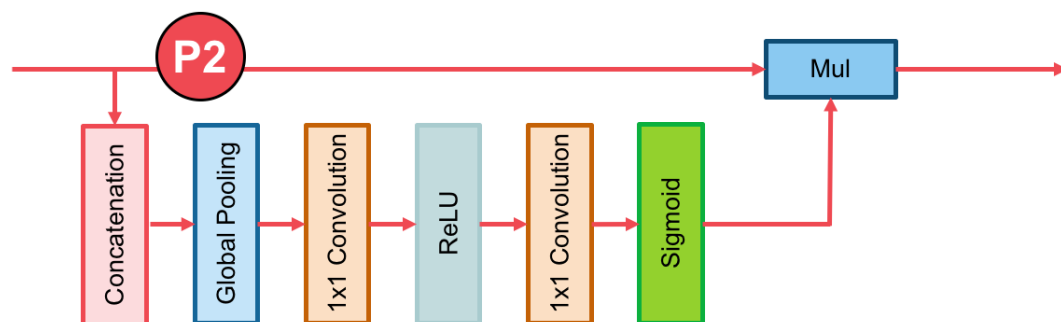 P2
Mul
Concatenation
Global Pooling
1x1 Convolution
ReLU
1x1 Convolution
Sigmoid